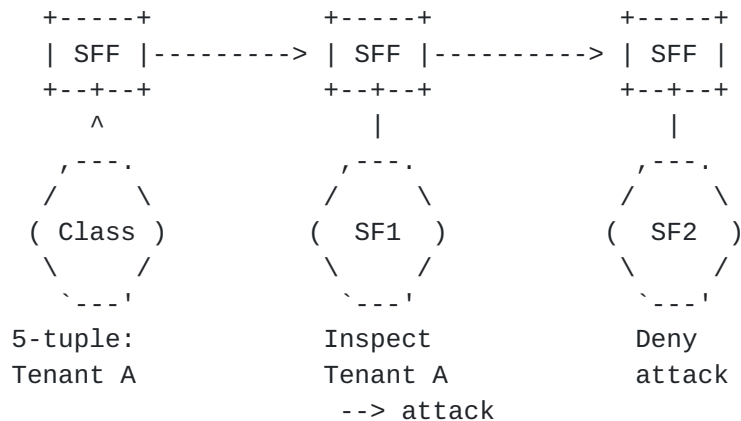 +-----+            +-----+             +-----+
| SFF |---------> | SFF |----------> | SFF |
+--+--+            +--+--+             +--+--+
^                  |                   |
,---.              ,---.               ,---.
/     \            /     \             /     \
( Class )          (  SF1  )           (  SF2  )
\     /            \     /             \     /
`---'              `---'               `---'
5-tuple:           Inspect             Deny
Tenant A           Tenant A            attack
--> attack